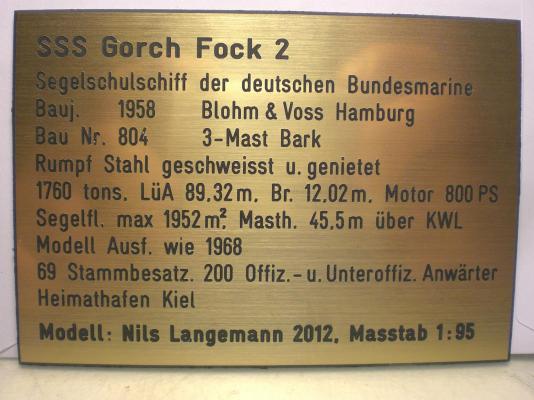 SSS Gorch Fock 2
Segelschulschiff der deutschen Bundesmarine
Bauj. 1958 Blohm & Voss Hamburg
Bau Nr. 804 3-Mast Bark
Rumpf Stahl geschweisst u. genietet
1760 tons, LüA 89,32m, Br. 12,02m, Motor 800 PS
Segelfl. max 1952m², Masth. 45,5m über KWL
Modell Ausf. wie 1968
69 Stammbesatz. 200 Offiz.- u. Unteroffiz. Anwärter
Heimathafen Kiel
Modell: Nils Langemann 2012, Masstab 1:95